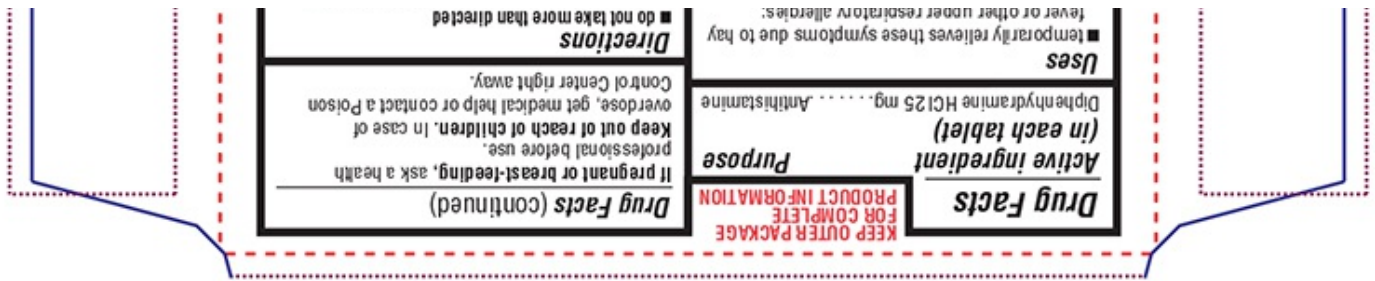 Drug Facts
KEEP OUTER PACKAGE
FOR COMPLETE
PRODUCT INFORMATION
Active ingredient
(in each tablet)
Purpose
Diphenhydramine HCl 25 mg. . . . . . . Antihistamine
Uses
■ temporarily relieves these symptoms due to hay
fever or other upper respiratory allergies:
Drug Facts (continued)
If pregnant or breast-feeding, ask a health
professional before use.
Keep out of reach of children. In case of
overdose, get medical help or contact a Poison
Control Center right away.
Directions
■ do not take more than directed